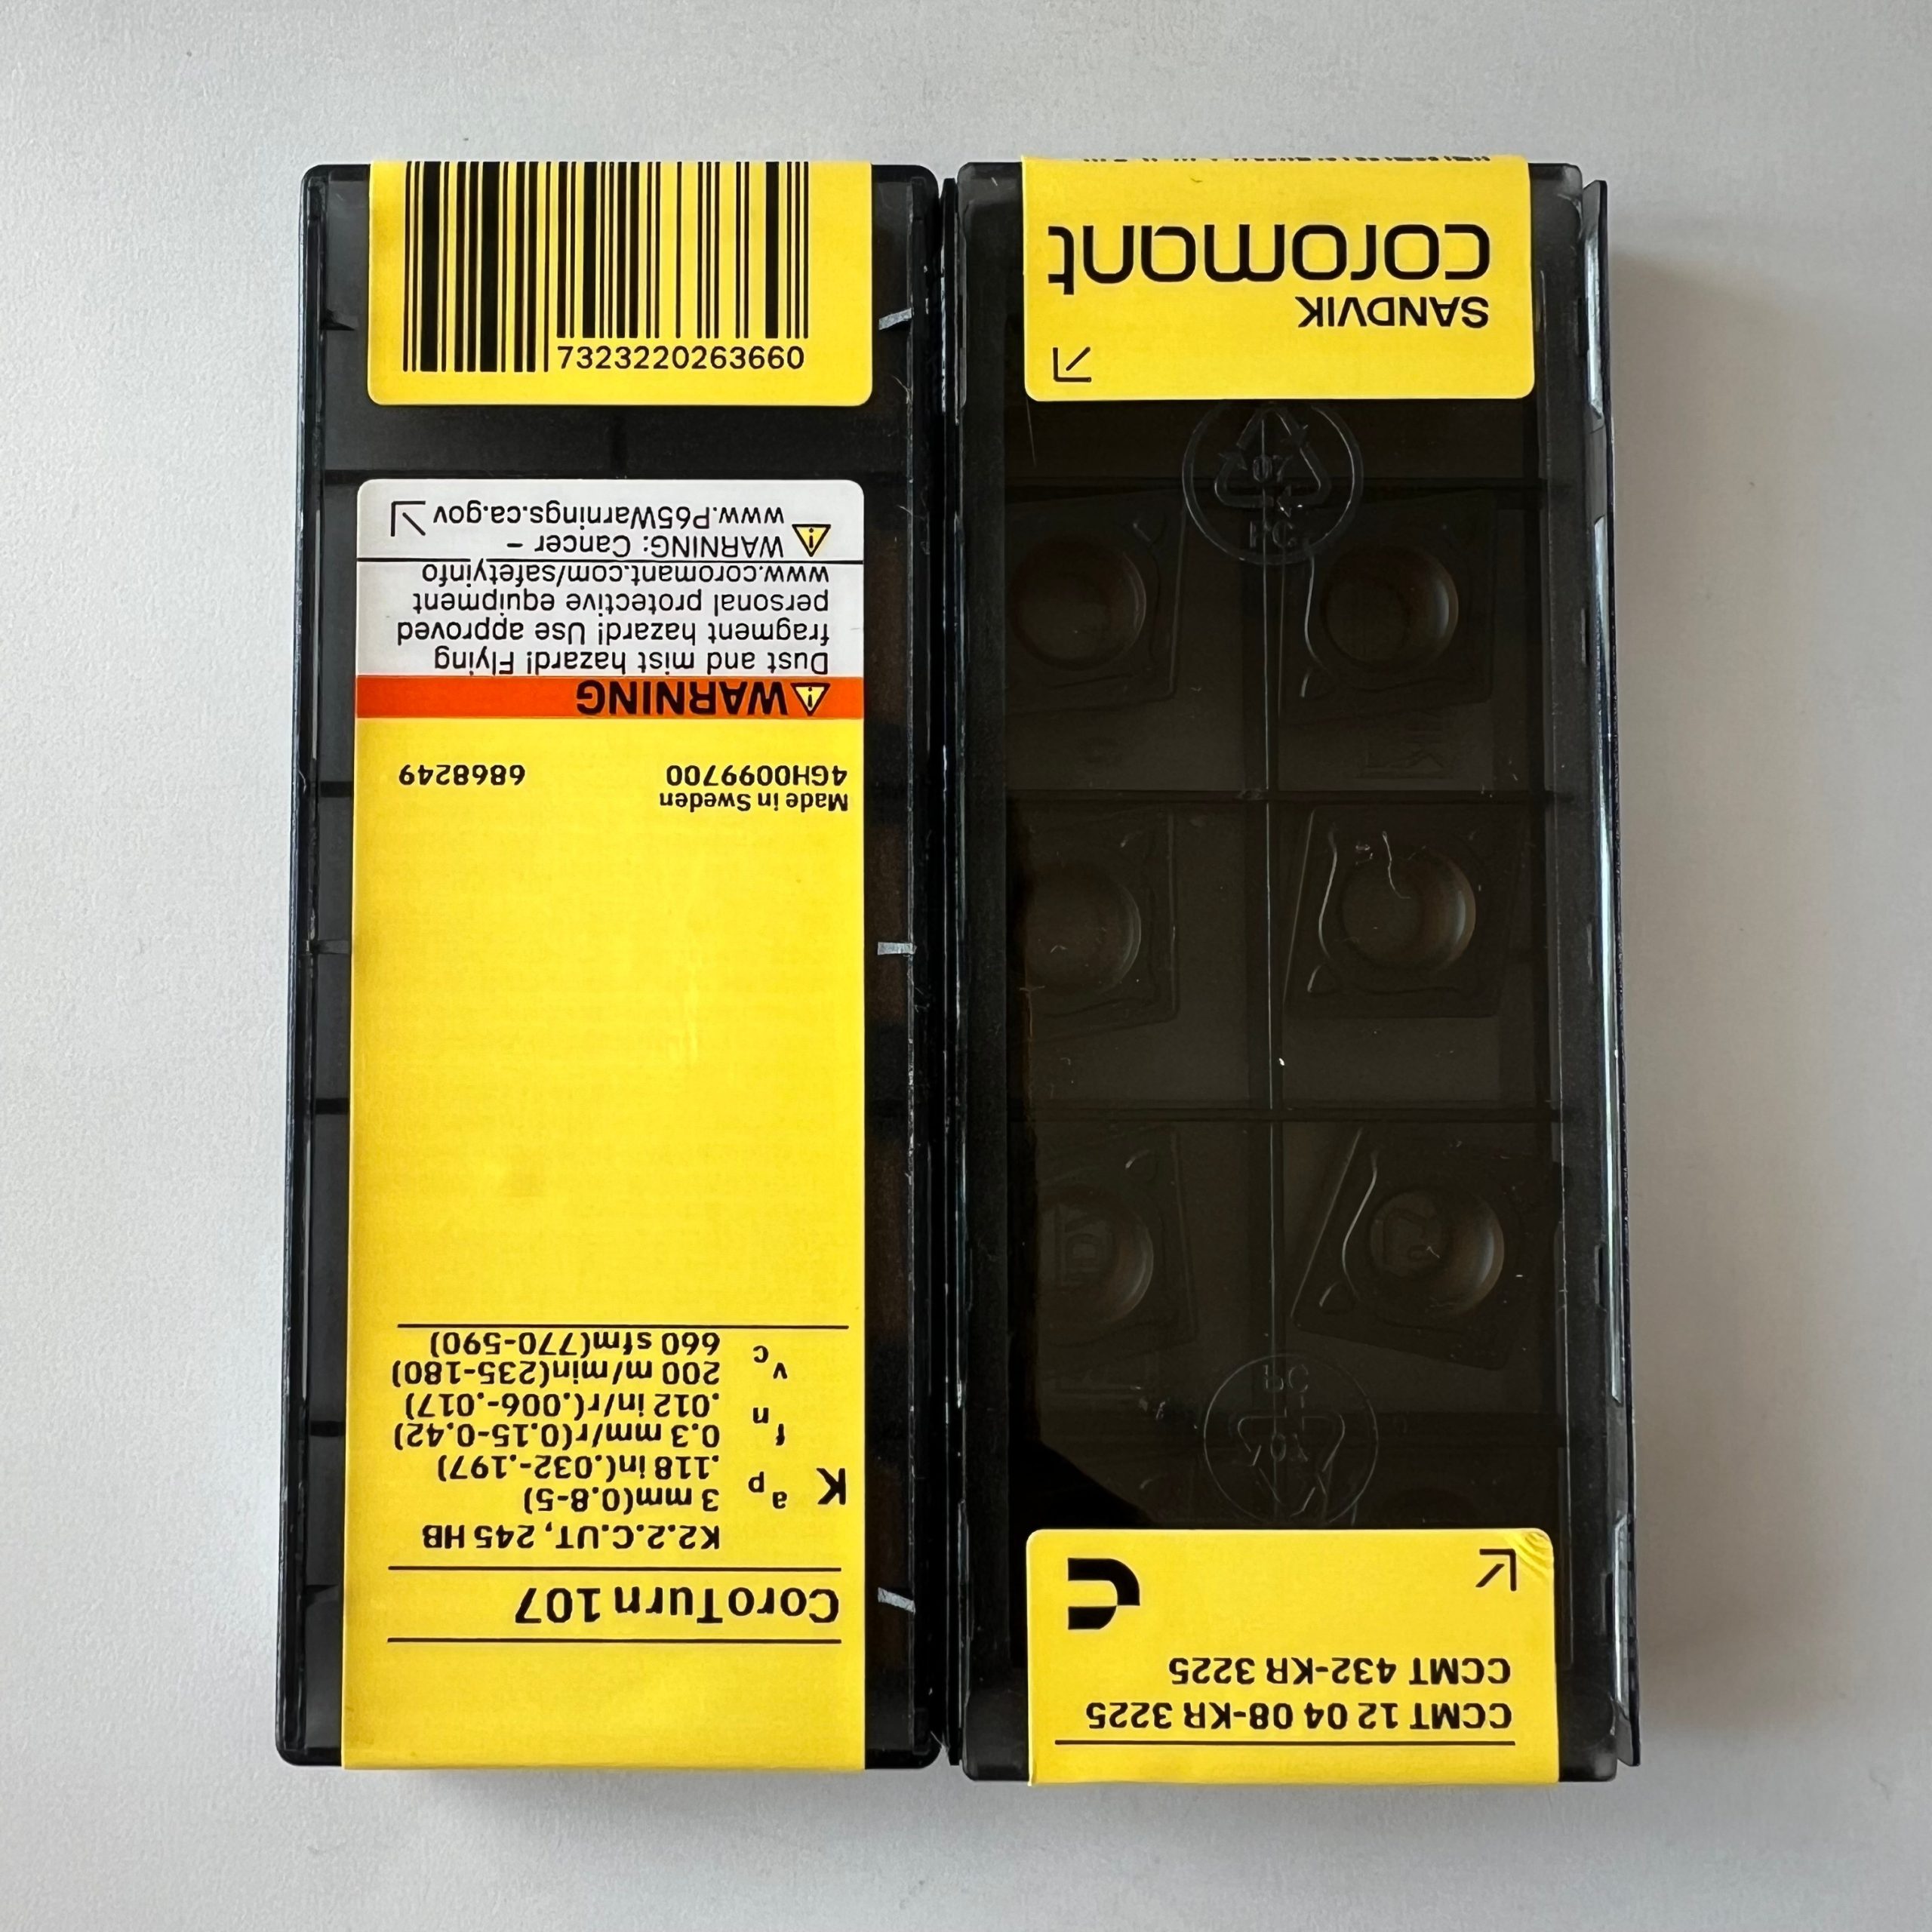 CoroTurn 107
K2.2.C.UT, 245 HB
K
ap 3 mm(0.8-5)
.118 in(.032-.197)
fn 0.3 mm/r(0.15-0.42)
.012 in/r(.006-.017)
vc 200 m/min(235-180)
660 sfm(770-590)
Made in Sweden
4GH0099700 6868249
WARNING
Dust and mist hazard! Flying
fragment hazard! Use approved
personal protective equipment
www.coromant.com/safetyinfo
WARNING: Cancer –
www.P65Warnings.ca.gov
7323220263660
CCMT 12 04 08-KR 3225
CCMT 432-KR 3225
PC
07
PC
SANDVIK
coromant